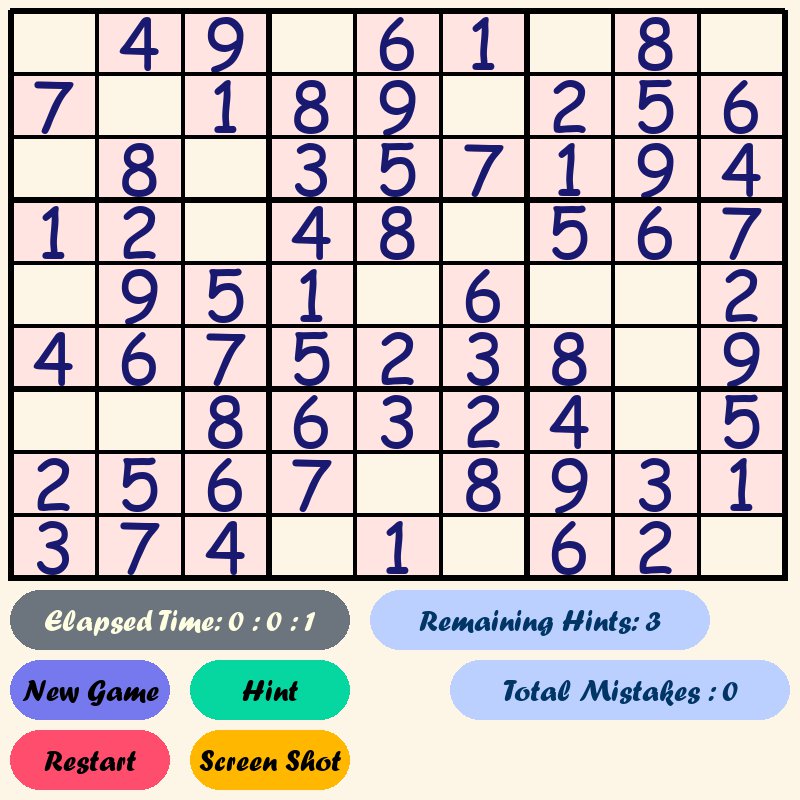 4 9 6 1 8
7 1 8 9 2 5 6
8 3 5 7 1 9 4
1 2 4 8 5 6 7
9 5 1 6 2
4 6 7 5 2 3 8 9
8 6 3 2 4 5
2 5 6 7 8 9 3 1
3 7 4 1 6 2
Elapsed Time: 0 : 0 : 1 Remaining Hints: 3
New Game Hint Total Mistakes : 0
Restart Screen Shot